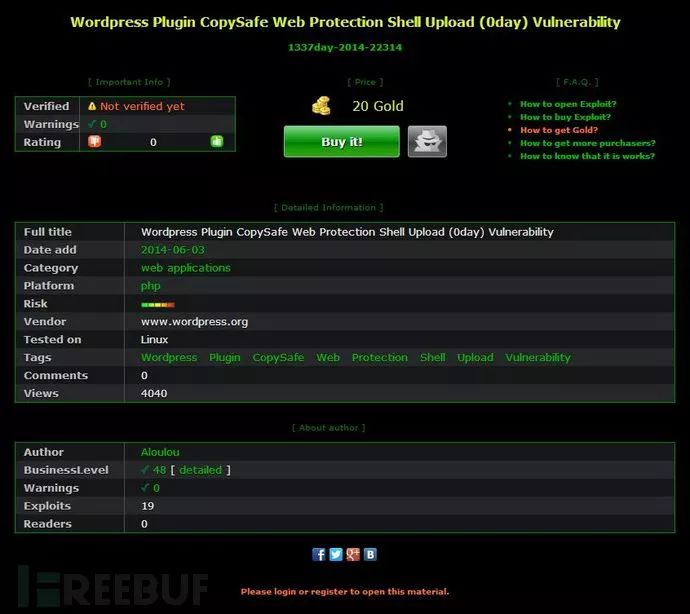 Wordpress Plugin CopySafe Web Protection Shell Upload (0day) Vulnerability
1337day-2014-22314
[ Important Info ]
Verified Not verified yet
Warnings 0
Rating 0
[ Price ]
20 Gold
Buy it!
[ F.A.Q. ]
How to open Exploit?
How to buy Exploit?
How to get Gold?
How to get more purchasers?
How to know that it is works?
[ Detailed Information ]
Full title Wordpress Plugin CopySafe Web Protection Shell Upload (0day) Vulnerability
Date add 2014-06-03
Category web applications
Platform php
Risk
Vendor www.wordpress.org
Tested on Linux
Tags Wordpress Plugin CopySafe Web Protection Shell Upload Vulnerability
Comments 0
Views 4040
[ About author ]
Author Aloulou
BusinessLevel 48 [ detailed ]
Warnings 0
Exploits 19
Readers 0
Please login or register to open this material.
FREEBUF